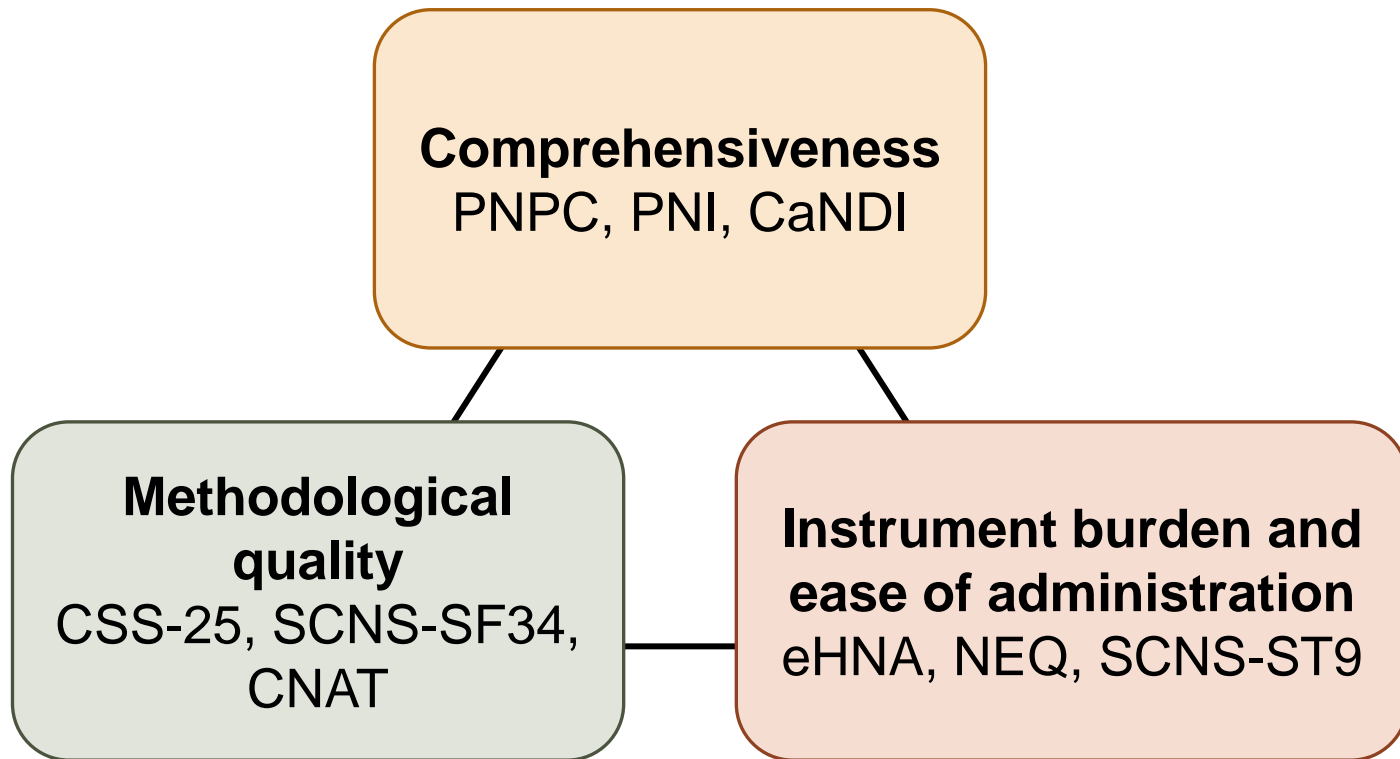 Comprehensiveness
PNPC, PNI, CaNDI
Methodological
quality
CSS-25, SCNS-SF34,
CNAT
Instrument burden and
ease of administration
eHNA, NEQ, SCNS-ST9